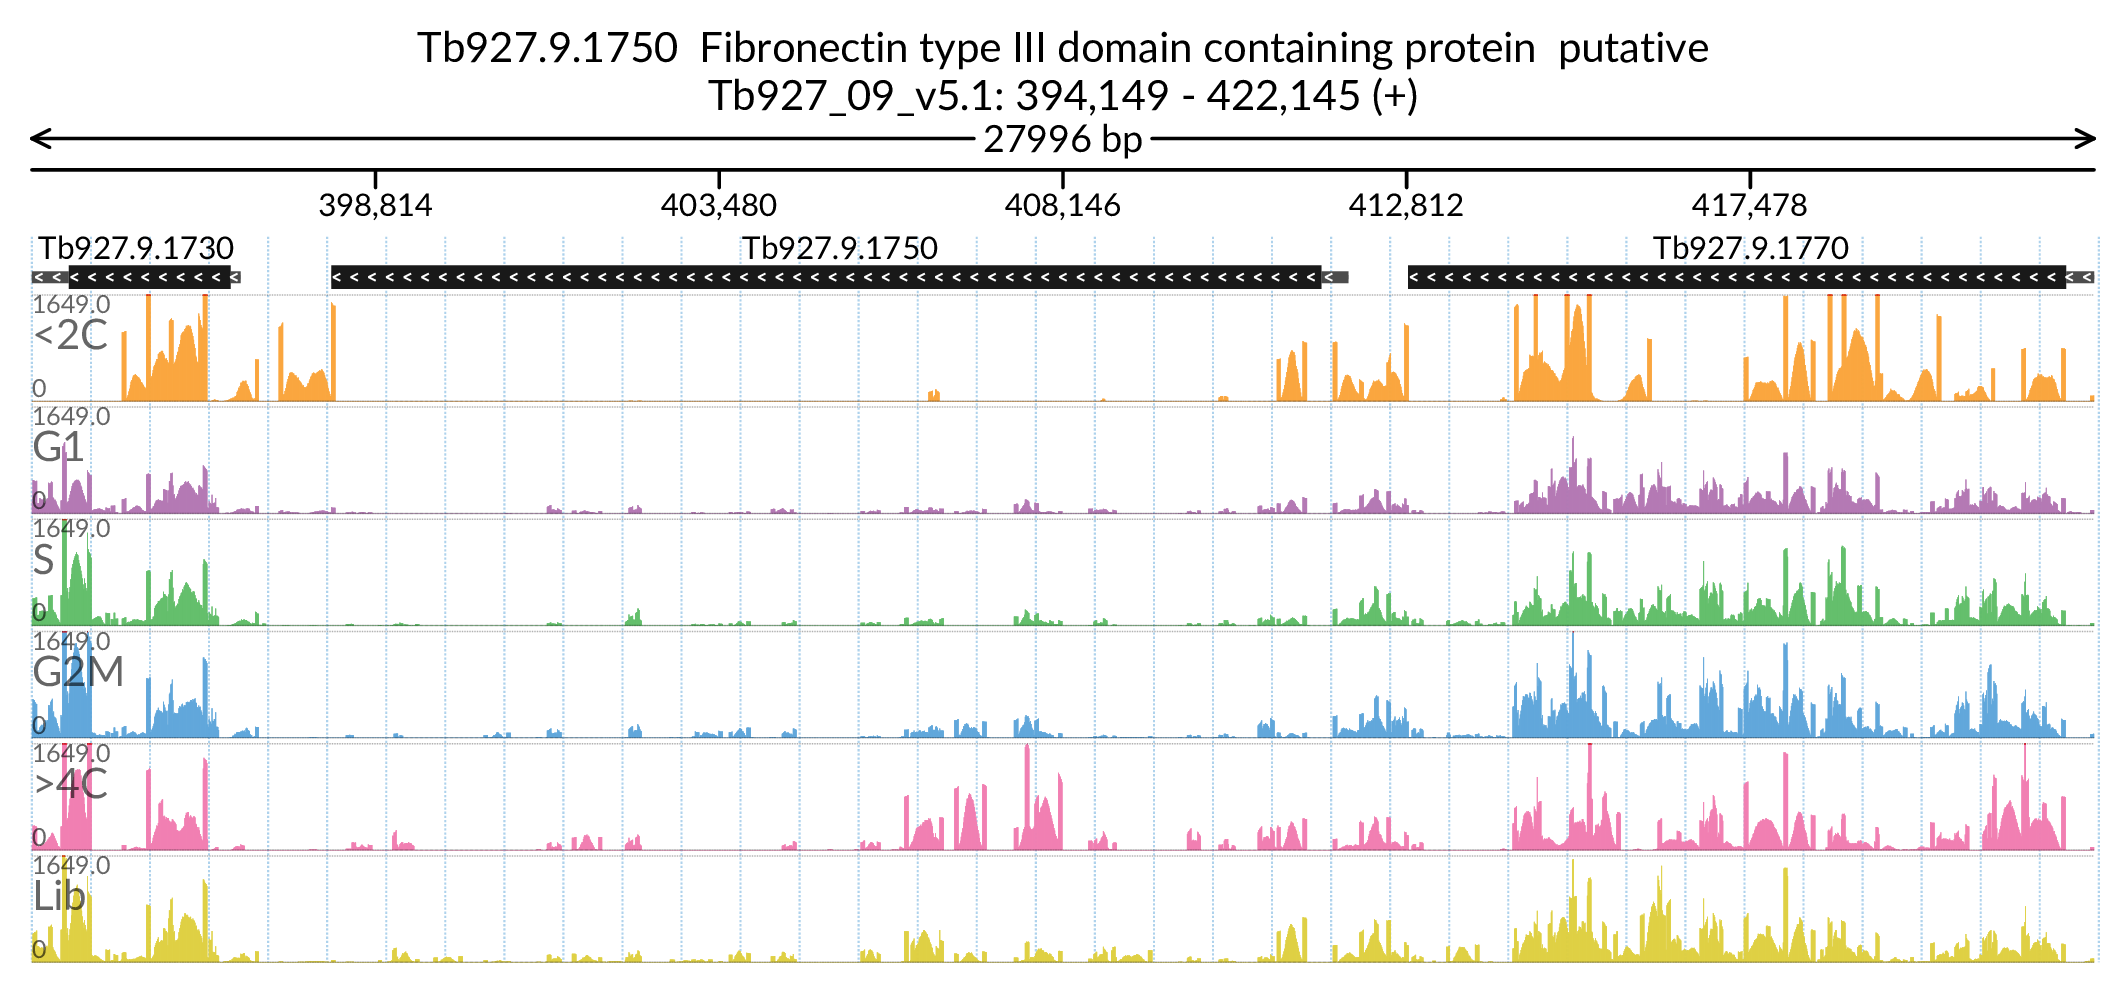 Tb927.9.1750  Fibronectin type III domain containing protein  putative
Tb927_09_v5.1: 394,149 - 422,145 (+)
27996 bp
398,814 403,480 408,146 412,812 417,478
Tb927.9.1730 Tb927.9.1750 Tb927.9.1770
1649.0
<2C
0
1649.0
G1
0
1649.0
S
0
1649.0
G2M
0
1649.0
>4C
0
1649.0
Lib
0